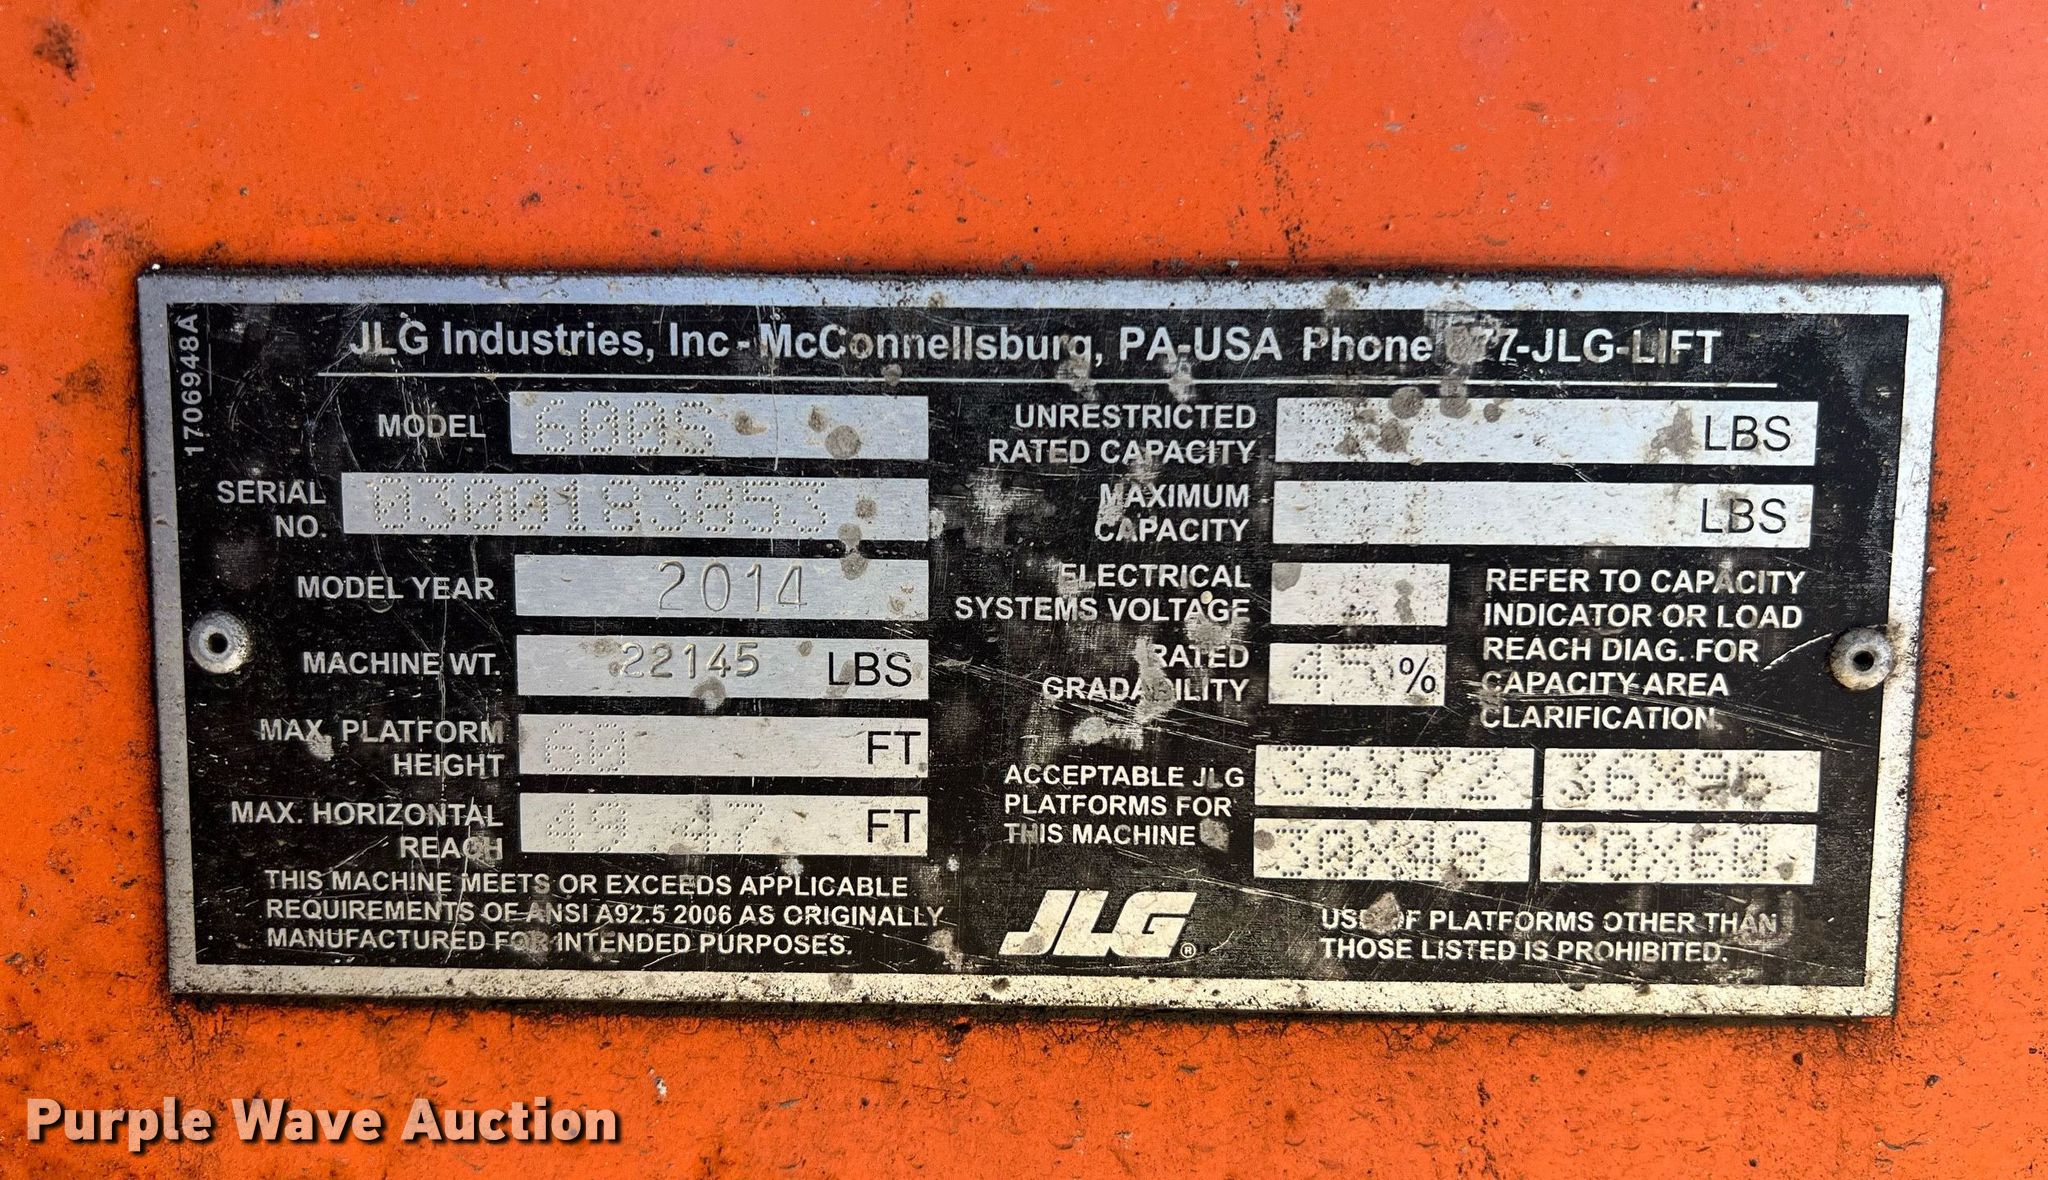 17069948A
JLG Industries, Inc - McConnellsburg, PA-USA Phone 77-JLG-LIFT
MODEL 600S
SERIAL NO. 0300183853
MODEL YEAR 2014
MACHINE WT. 22145 LBS
MAX. PLATFORM HEIGHT 60 FT
MAX. HORIZONTAL REACH 49.47 FT
THIS MACHINE MEETS OR EXCEEDS APPLICABLE
REQUIREMENTS OF ANSI A92.5 2006 AS ORIGINALLY
MANUFACTURED FOR INTENDED PURPOSES.
UNRESTRICTED
RATED CAPACITY LBS
MAXIMUM
CAPACITY LBS
ELECTRICAL
SYSTEMS VOLTAGE
RATED
GRADABILITY 45 %
REFER TO CAPACITY
INDICATOR OR LOAD
REACH DIAG. FOR
CAPACITY AREA
CLARIFICATION.
ACCEPTABLE JLG
PLATFORMS FOR
THIS MACHINE
36X72 36X96
30X48 30X60
JLG®
USE OF PLATFORMS OTHER THAN
THOSE LISTED IS PROHIBITED.
Purple Wave Auction